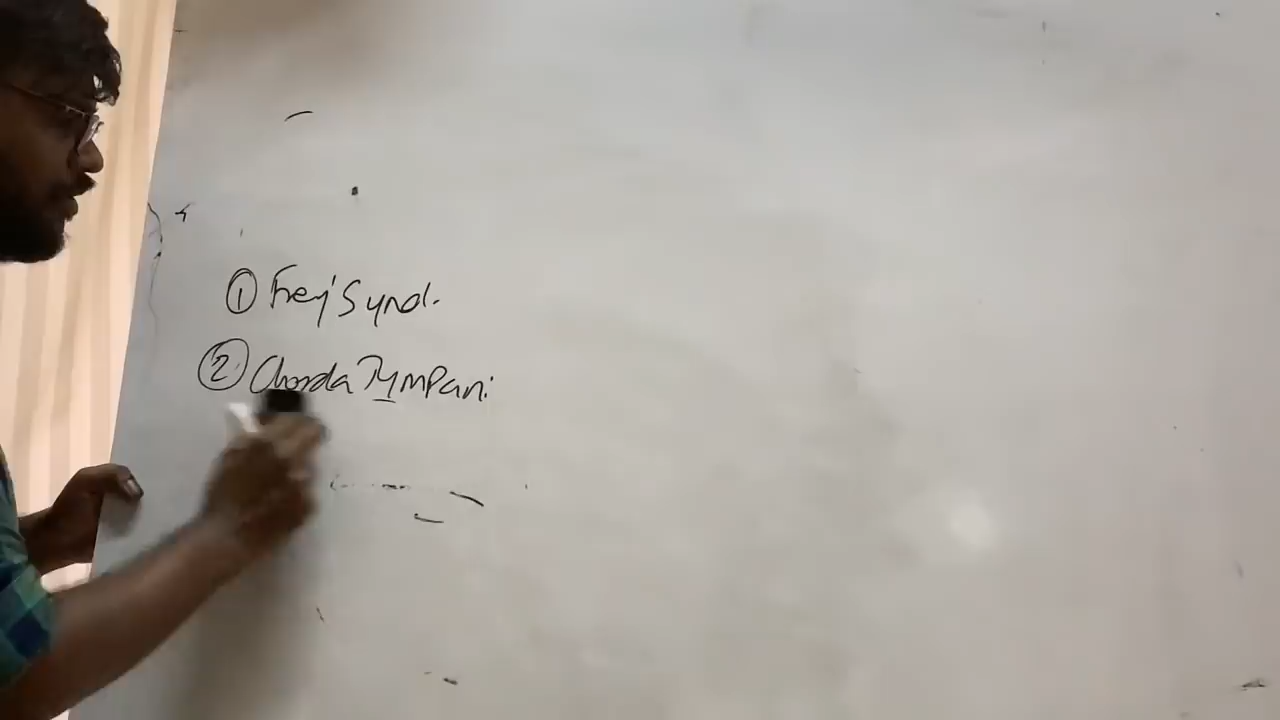 ① Frey's Synd.
② Chorda Tympani